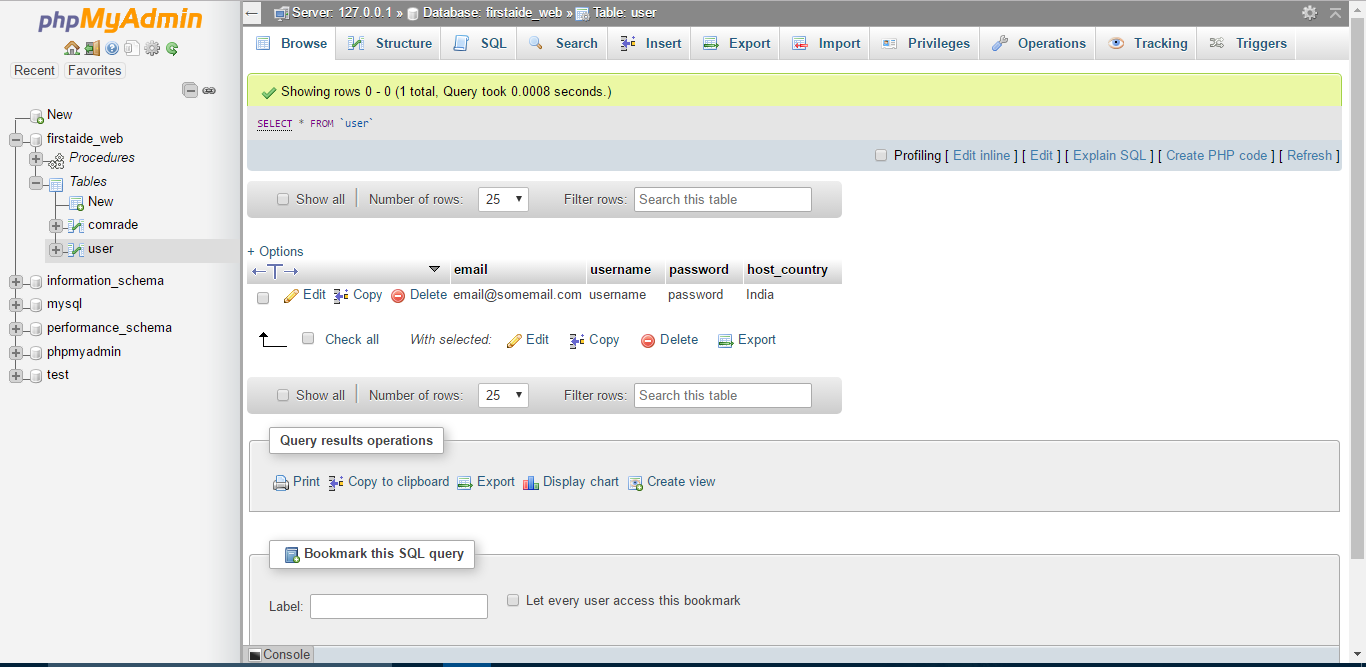 phpMyAdmin
Recent Favorites
New
firstaide_web
Procedures
Tables
New
comrade
user
information_schema
mysql
performance_schema
phpmyadmin
test
Server: 127.0.0.1 » Database: firstaide_web » Table: user
Browse Structure SQL Search Insert Export Import Privileges Operations Tracking Triggers
Showing rows 0 - 0 (1 total, Query took 0.0008 seconds.)
SELECT * FROM `user`
Profiling [ Edit inline ] [ Edit ] [ Explain SQL ] [ Create PHP code ] [ Refresh ]
Show all Number of rows: 25 Filter rows: Search this table
+ Options
←T→ email username password host_country
Edit Copy Delete email@somemail.com username password India
Check all With selected: Edit Copy Delete Export
Show all Number of rows: 25 Filter rows: Search this table
Query results operations
Print Copy to clipboard Export Display chart Create view
Bookmark this SQL query
Label: Let every user access this bookmark
Console